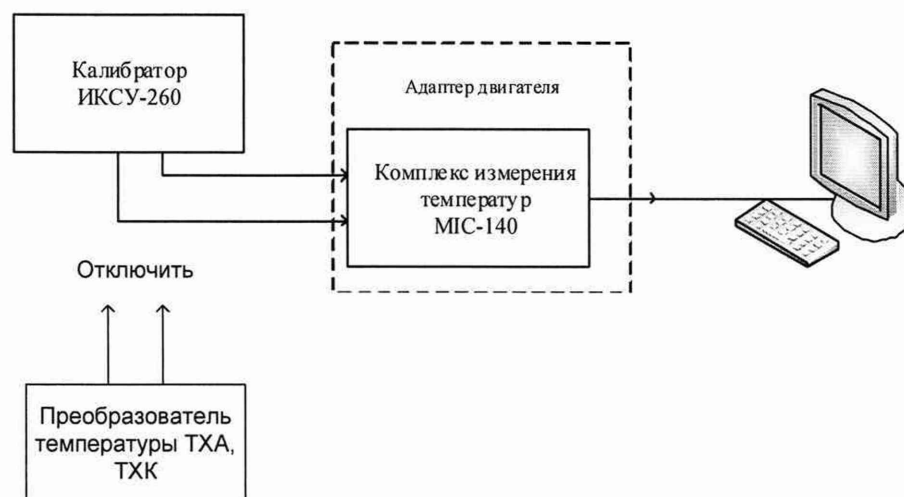 Калибратор
ИКСУ-260
Адаптер двигателя
Комплекс измерения
температур
MIC-140
Отключить
Преобразователь
температуры ТХА,
ТХК